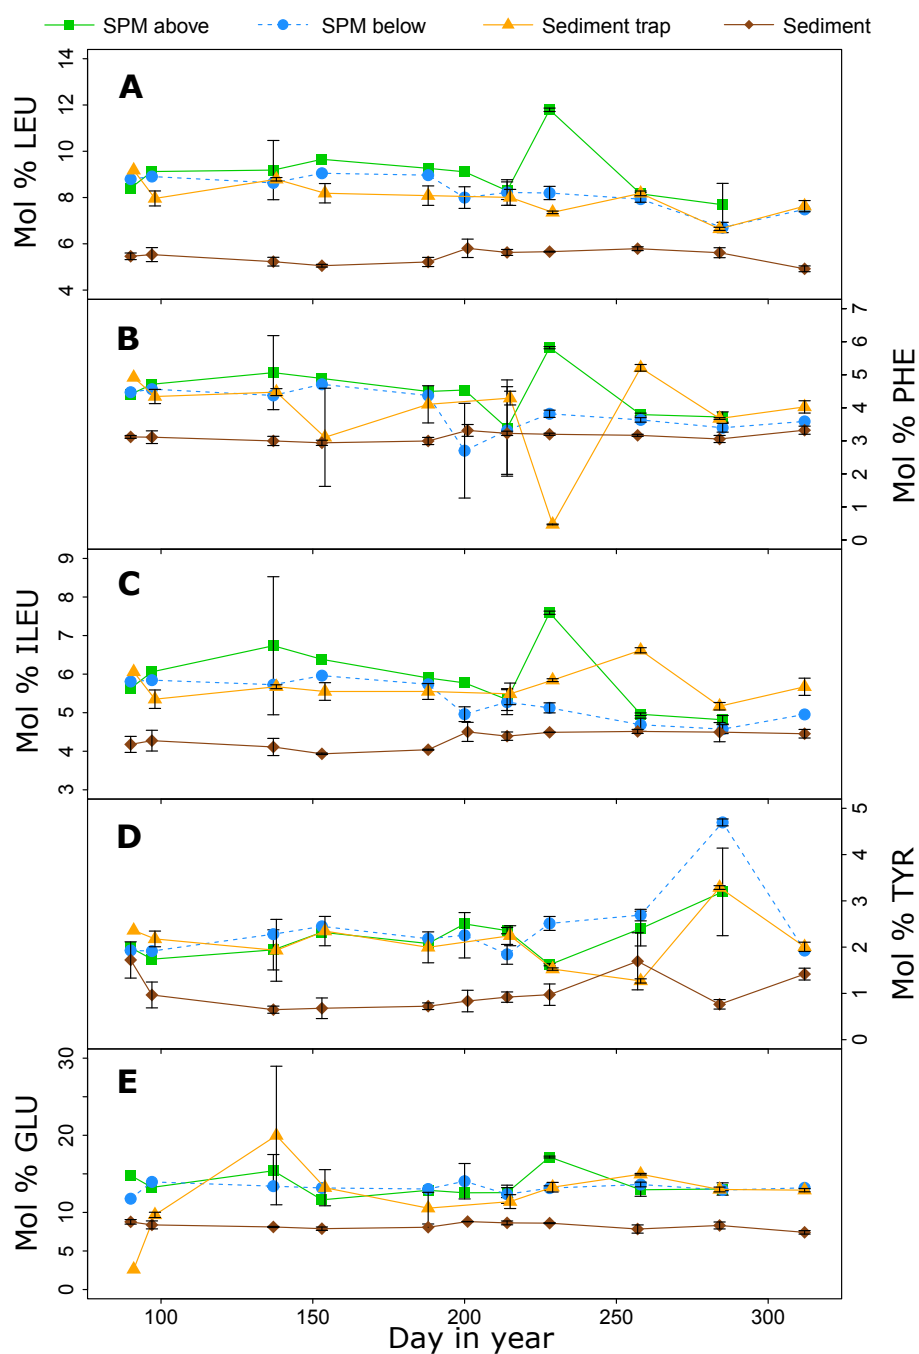 SPM above SPM below Sediment trap Sediment
A
Mol % LEU
4 6 8 10 12 14
B
Mol % PHE
0 1 2 3 4 5 6 7
C
Mol % ILEU
3 4 5 6 7 8 9
D
Mol % TYR
0 1 2 3 4 5
E
Mol % GLU
0 5 10 20 30
100 150 200 250 300
Day in year